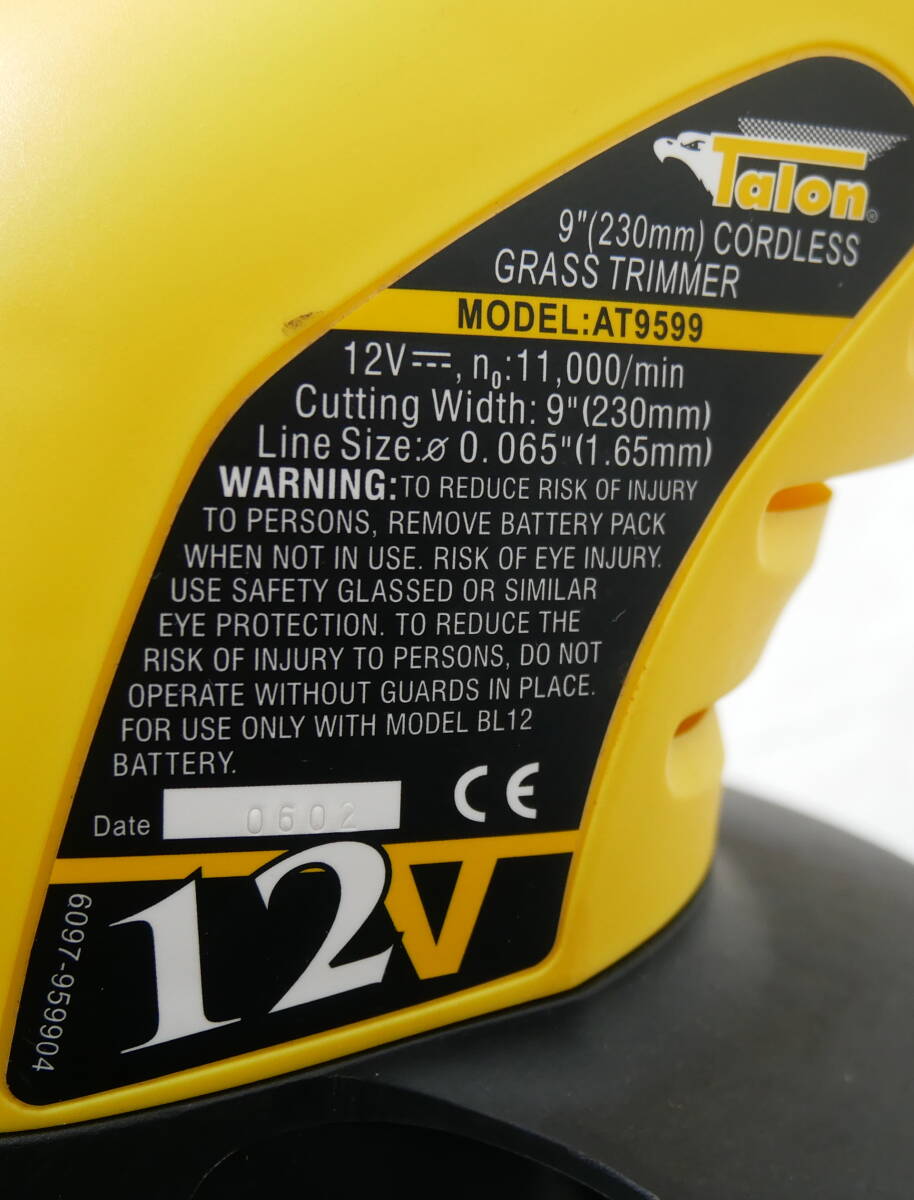 Talon®
9"(230mm) CORDLESS
GRASS TRIMMER
MODEL:AT9599
12V⎓, n₀:11,000/min
Cutting Width: 9"(230mm)
Line Size:ø 0.065"(1.65mm)
WARNING:TO REDUCE RISK OF INJURY
TO PERSONS, REMOVE BATTERY PACK
WHEN NOT IN USE. RISK OF EYE INJURY.
USE SAFETY GLASSED OR SIMILAR
EYE PROTECTION. TO REDUCE THE
RISK OF INJURY TO PERSONS, DO NOT
OPERATE WITHOUT GUARDS IN PLACE.
FOR USE ONLY WITH MODEL BL12
BATTERY.
CE
Date 0602
12V
6097-959904